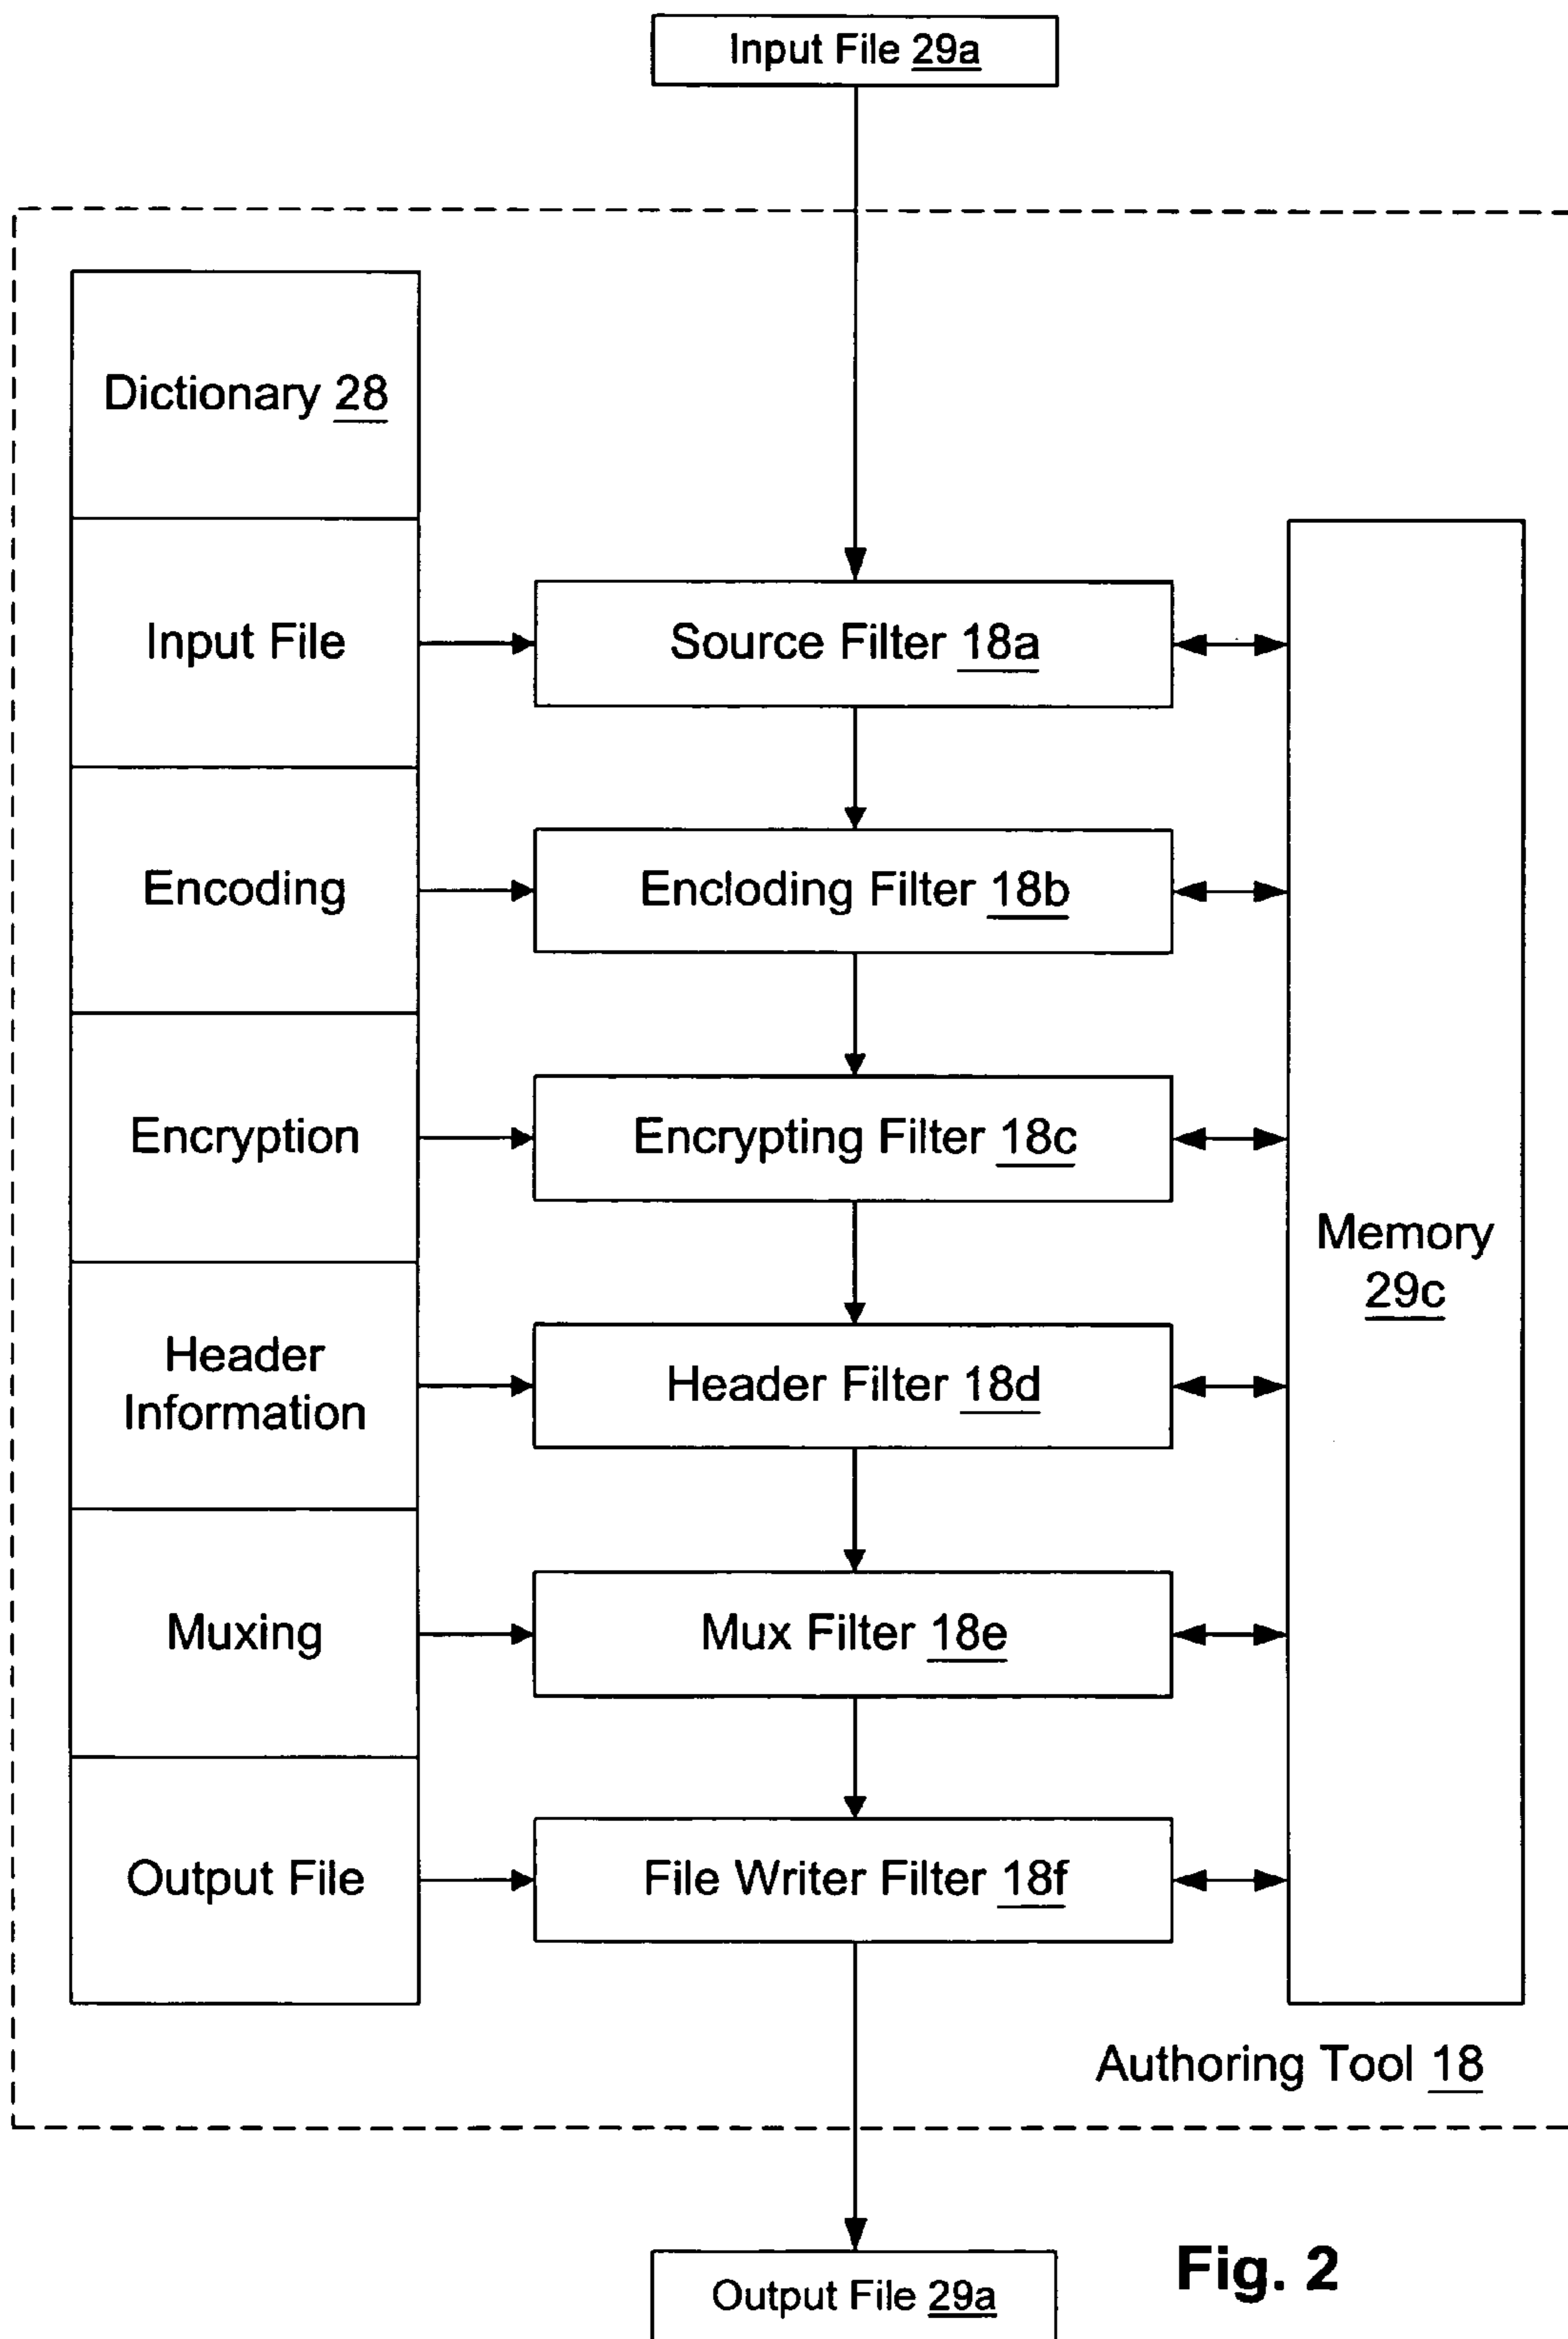 Input File 29a
Dictionary 28
Input File
Source Filter 18a
Encoding
Encloding Filter 18b
Encryption
Encrypting Filter 18c
Memory
29c
Header
Information
Header Filter 18d
Muxing
Mux Filter 18e
Output File
File Writer Filter 18f
Authoring Tool 18
Output File 29a
Fig. 2